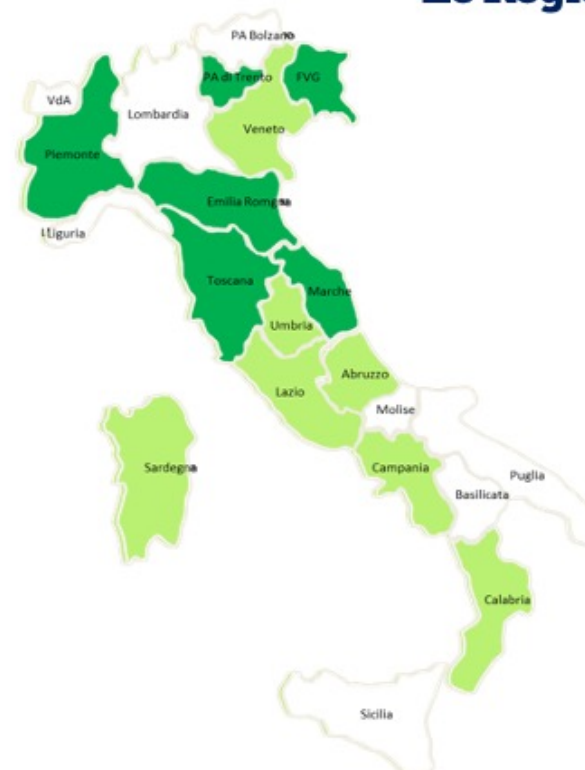 PA Bolzano
PA di Trento
FVG
VdA
Lombardia
Veneto
Piemonte
Emilia Romgna
Liguria
Toscana
Marche
Umbria
Abruzzo
Lazio
Molise
Campania
Sardegna
Puglia
Basilicata
Calabria
Sicilia